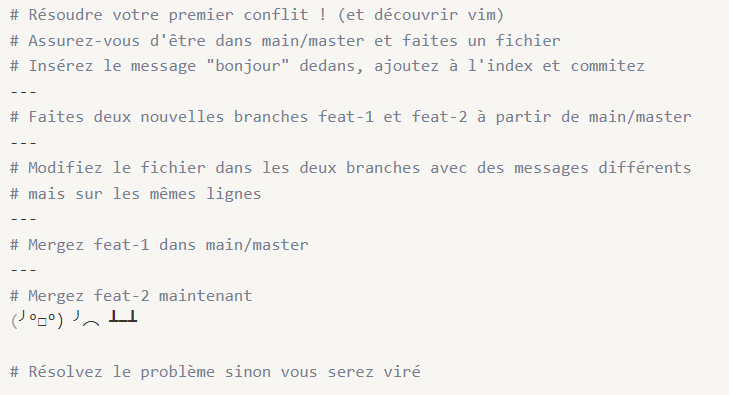 # Résoudre votre premier conflit ! (et découvrir vim)
# Assurez-vous d'être dans main/master et faites un fichier
# Insérez le message "bonjour" dedans, ajoutez à l'index et commitez
---
# Faites deux nouvelles branches feat-1 et feat-2 à partir de main/master
---
# Modifiez le fichier dans les deux branches avec des messages différents
# mais sur les mêmes lignes
---
# Mergez feat-1 dans main/master
---
# Mergez feat-2 maintenant
(╯°□°) ╯︵ ┻━┻
# Résolvez le problème sinon vous serez viré